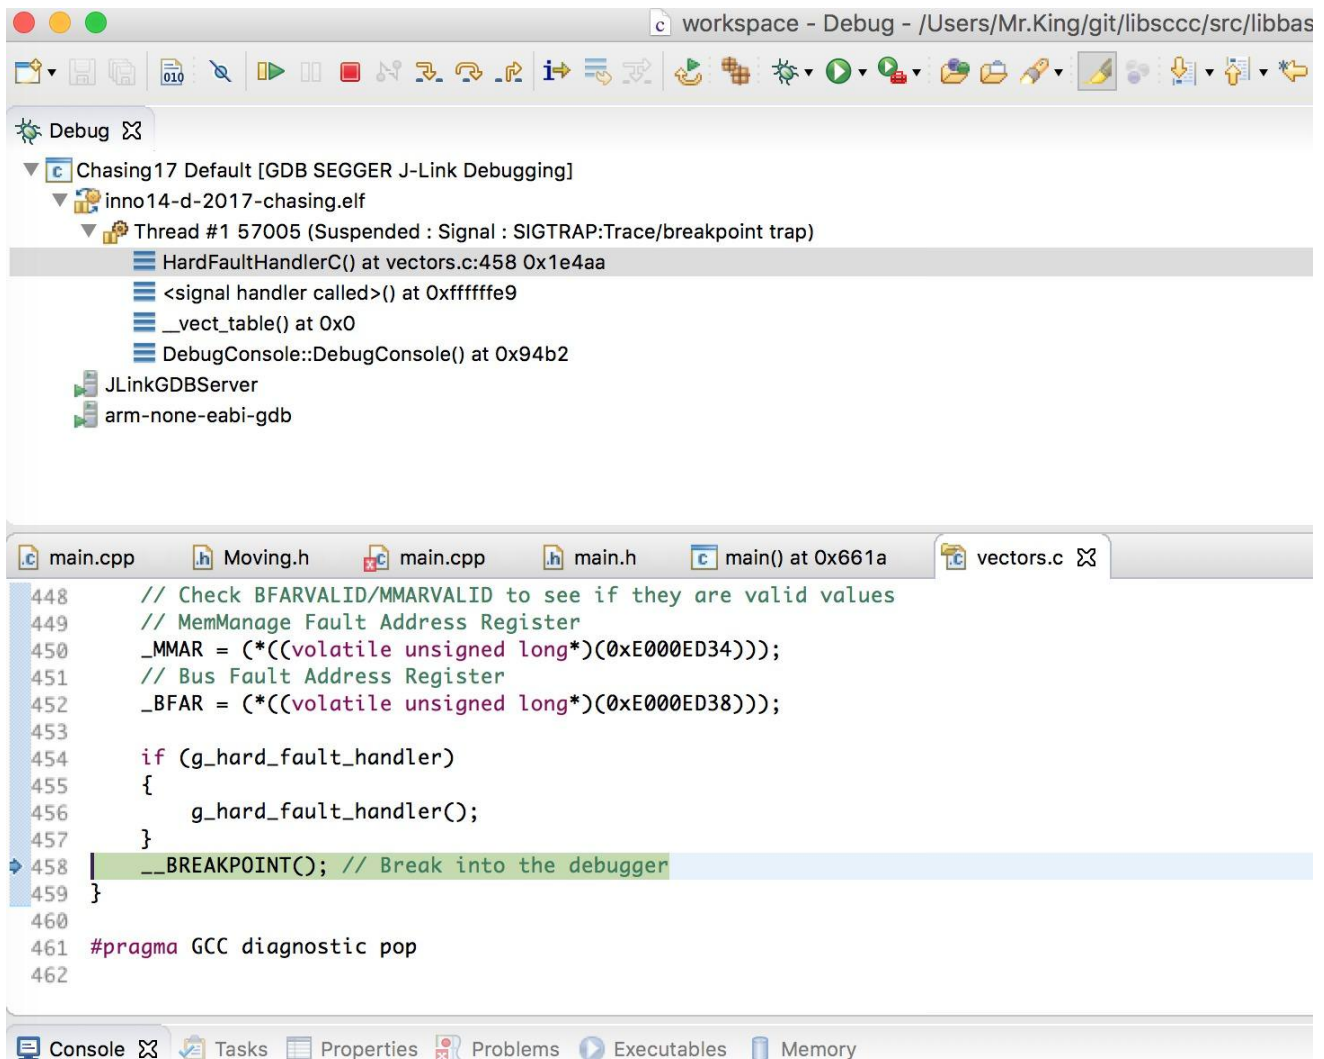 workspace - Debug - /Users/Mr.King/git/libsccc/src/libbas
Debug
Chasing17 Default [GDB SEGGER J-Link Debugging]
inno14-d-2017-chasing.elf
Thread #1 57005 (Suspended : Signal : SIGTRAP:Trace/breakpoint trap)
HardFaultHandlerC() at vectors.c:458 0x1e4aa
<signal handler called>() at 0xffffffe9
__vect_table() at 0x0
DebugConsole::DebugConsole() at 0x94b2
JLinkGDBServer
arm-none-eabi-gdb
main.cpp Moving.h main.cpp main.h main() at 0x661a vectors.c
448 // Check BFARVALID/MMARVALID to see if they are valid values
449 // MemManage Fault Address Register
450 _MMAR = (*((volatile unsigned long*)(0xE000ED34)));
451 // Bus Fault Address Register
452 _BFAR = (*((volatile unsigned long*)(0xE000ED38)));
453
454 if (g_hard_fault_handler)
455 {
456 g_hard_fault_handler();
457 }
458 __BREAKPOINT(); // Break into the debugger
459 }
460
461 #pragma GCC diagnostic pop
462
Console Tasks Properties Problems Executables Memory